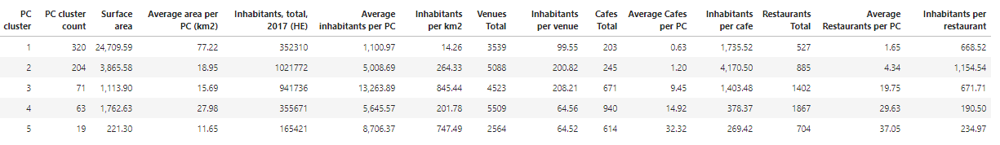 PC cluster PC cluster count Surface area Average area per PC (km2) Inhabitants, total, 2017 (HE) Average inhabitants per PC Inhabitants per km2 Venues Total Inhabitants per venue Cafes Total Average Cafes per PC Inhabitants per cafe Restaurants Total Average Restaurants per PC Inhabitants per restaurant
1 320 24,709.59 77.22 352310 1,100.97 14.26 3539 99.55 203 0.63 1,735.52 527 1.65 668.52
2 204 3,865.58 18.95 1021772 5,008.69 264.33 5088 200.82 245 1.20 4,170.50 885 4.34 1,154.54
3 71 1,113.90 15.69 941736 13,263.89 845.44 4523 208.21 671 9.45 1,403.48 1402 19.75 671.71
4 63 1,762.63 27.98 355671 5,645.57 201.78 5509 64.56 940 14.92 378.37 1867 29.63 190.50
5 19 221.30 11.65 165421 8,706.37 747.49 2564 64.52 614 32.32 269.42 704 37.05 234.97